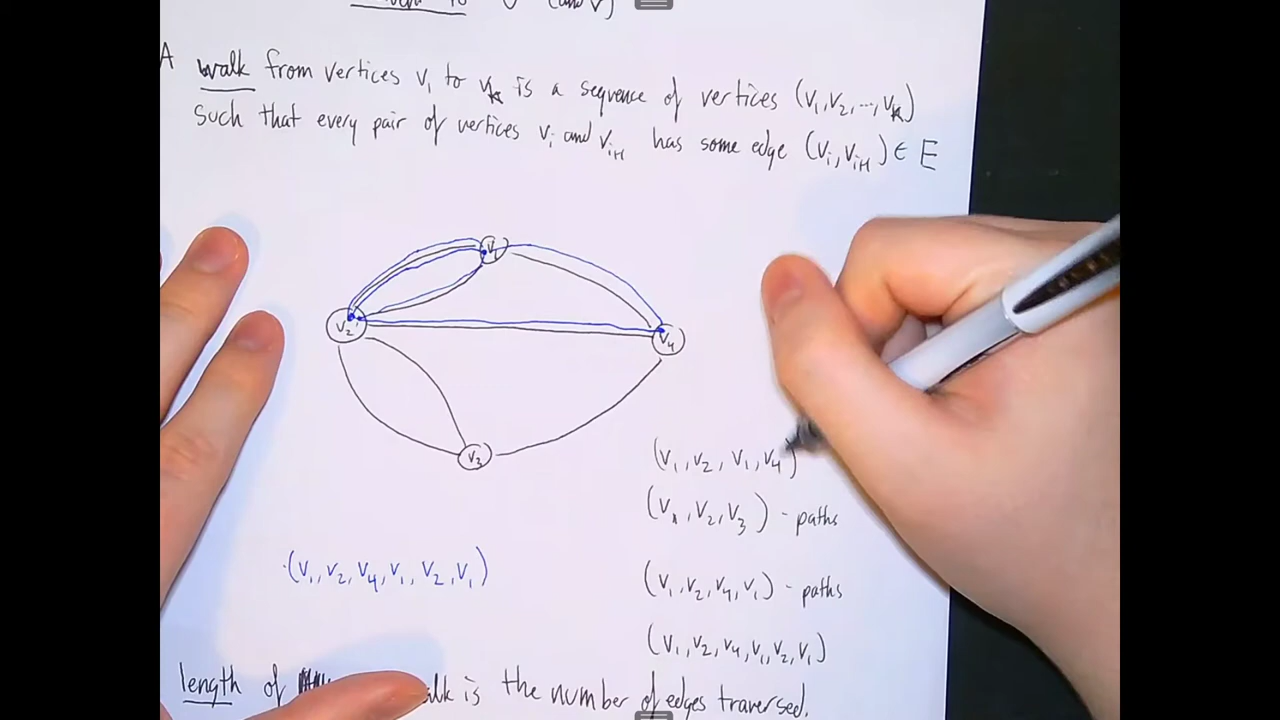 A walk from vertices v₁ to vₖ is a sequence of vertices (v₁,v₂,...,vₖ)
such that every pair of vertices vᵢ and vᵢ₊₁ has some edge (vᵢ,vᵢ₊₁) ∈ E
v₁
v₂
v₄
v₃
(v₁,v₂,v₁,v₄)
(v₁,v₂,v₃) - paths
(v₁,v₂,v₄,v₁,v₂,v₁)
(v₁,v₂,v₄,v₁) - paths
(v₁,v₂,v₄,v₁,v₂,v₁)
length of is the number of edges traversed.